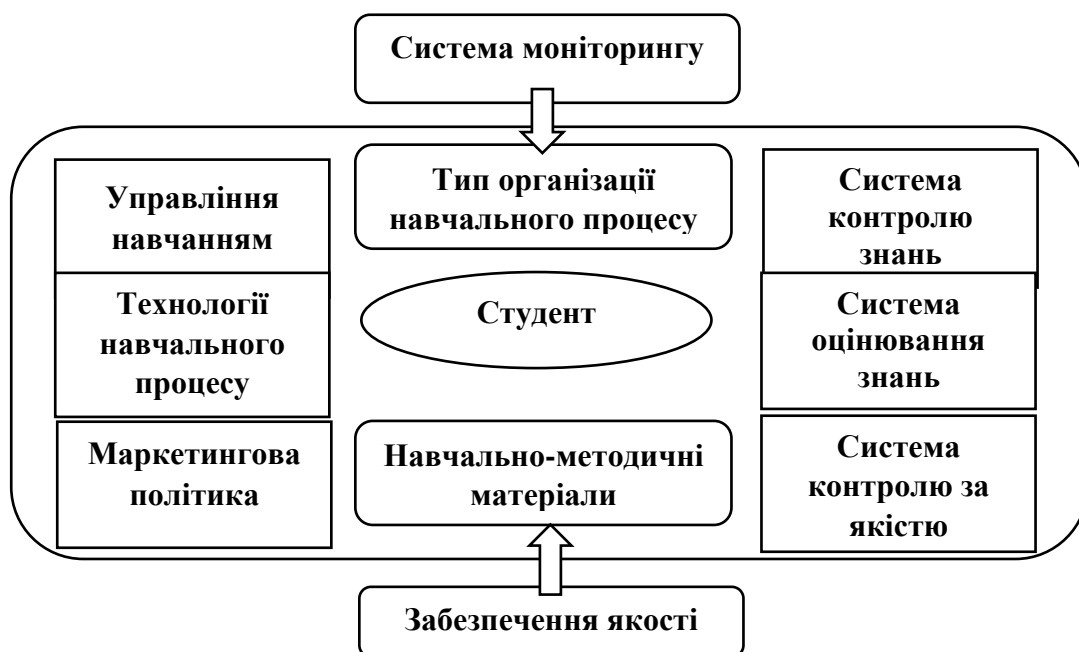 Система моніторингу
Управління
навчанням
Тип організації
навчального процесу
Система
контролю
знань
Технології
навчального
процесу
Студент
Система
оцінювання
знань
Маркетингова
політика
Навчально-методичні
матеріали
Система
контролю за
якістю
Забезпечення якості